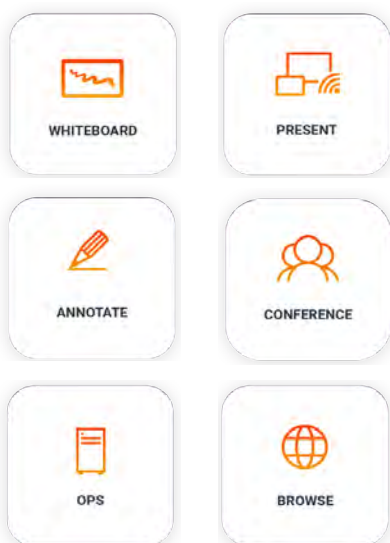 WHITEBOARD
PRESENT
ANNOTATE
CONFERENCE
OPS
BROWSE